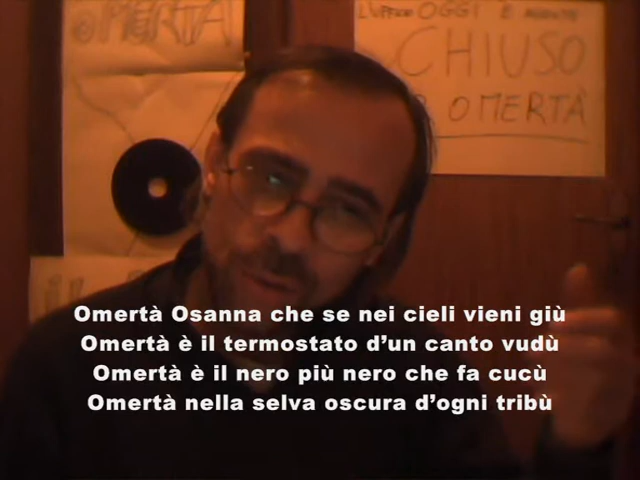 OMERTÀ
L'UFFICIO OGGI È
CHIUSO
OMERTÀ
Omertà Osanna che se nei cieli vieni giù
Omertà è il termostato d'un canto vudù
Omertà è il nero più nero che fa cucù
Omertà nella selva oscura d'ogni tribù